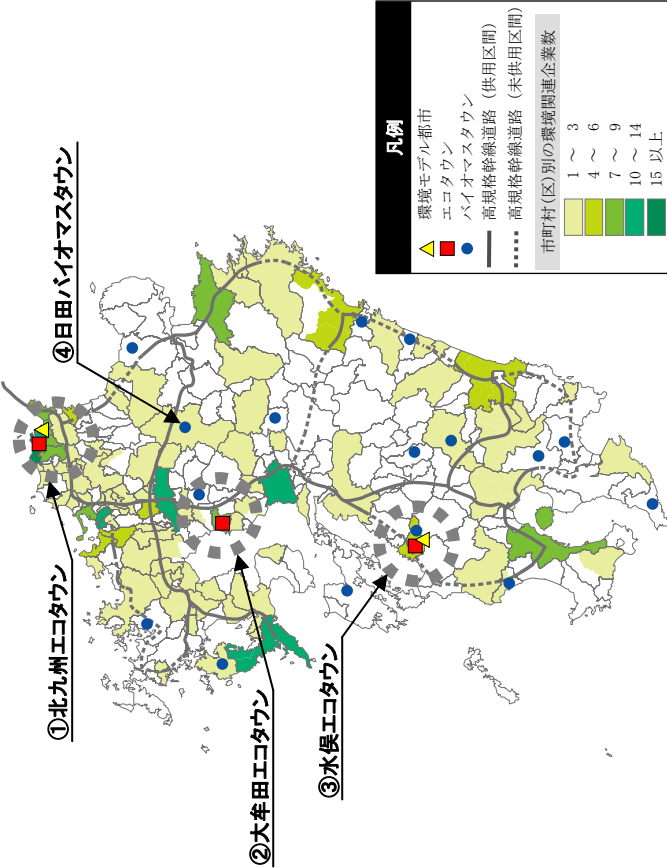 ①北九州エコタウン
②大牟田エコタウン
③水俣エコタウン
④日田バイオマスタウン
凡例
環境モデル都市
エコタウン
バイオマスタウン
高規格幹線道路（供用区間）
高規格幹線道路（未供用区間）
市町村(区)別の環境関連企業数
1 ～ 3
4 ～ 6
7 ～ 9
10 ～ 14
15 以上